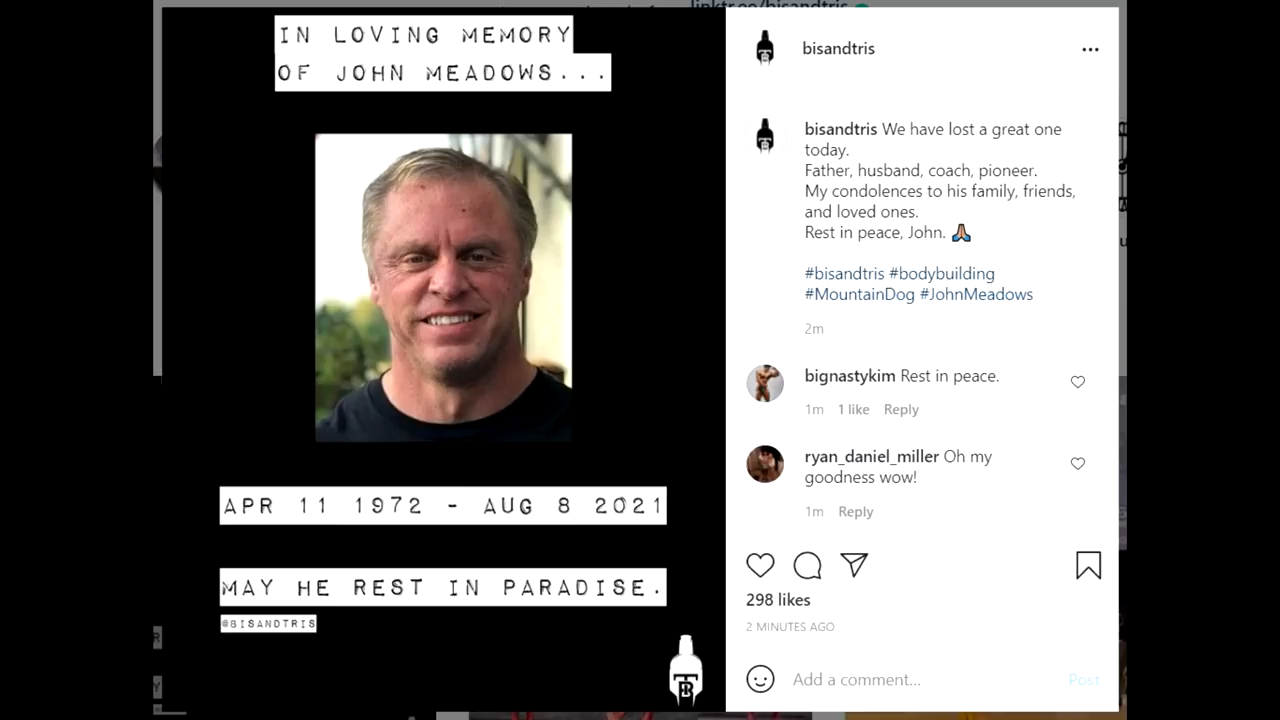 linktr.ee/bisandtris
IN LOVING MEMORY
OF JOHN MEADOWS...
APR 11 1972 - AUG 8 2021
MAY HE REST IN PARADISE.
@BISANDTRIS
bisandtris
bisandtris We have lost a great one
today.
Father, husband, coach, pioneer.
My condolences to his family, friends,
and loved ones.
Rest in peace, John. 🙏🏽
#bisandtris #bodybuilding
#MountainDog #JohnMeadows
2m
bignastykim Rest in peace.
1m 1 like Reply
ryan_daniel_miller Oh my
goodness wow!
1m Reply
298 likes
2 MINUTES AGO
Add a comment...
Post